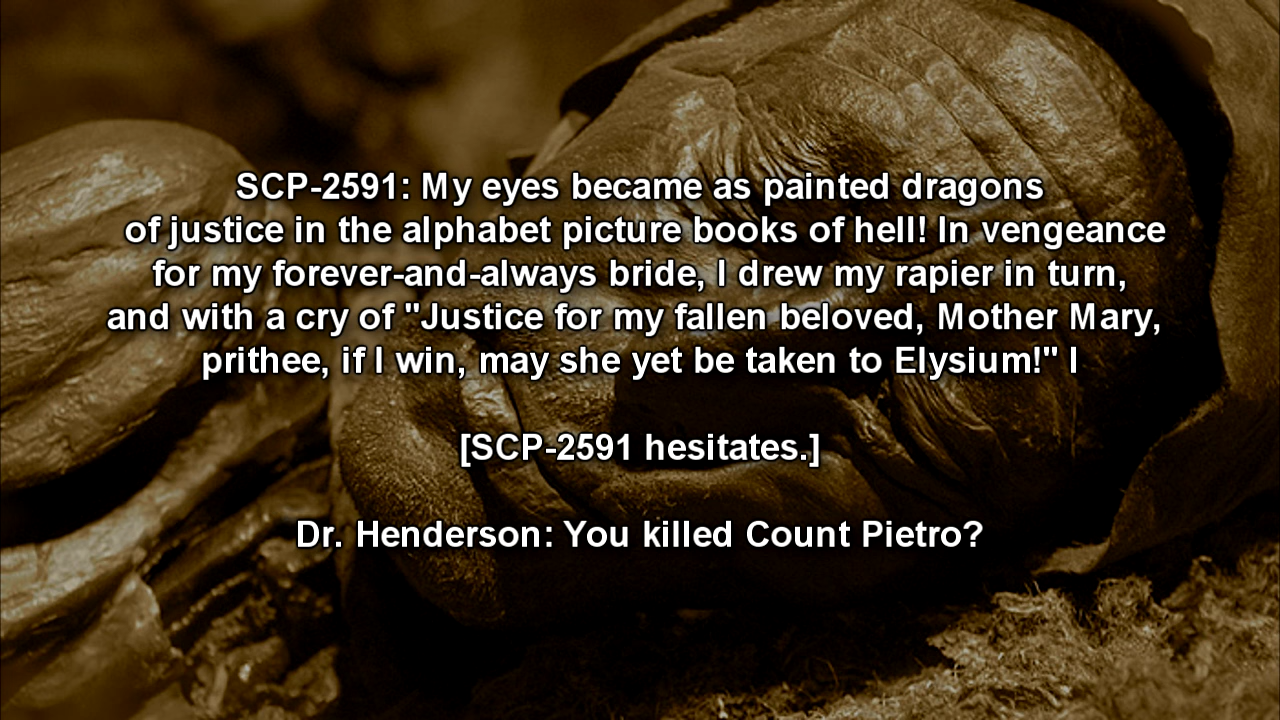 SCP-2591: My eyes became as painted dragons
of justice in the alphabet picture books of hell! In vengeance
for my forever-and-always bride, I drew my rapier in turn,
and with a cry of "Justice for my fallen beloved, Mother Mary,
prithee, if I win, may she yet be taken to Elysium!" I
[SCP-2591 hesitates.]
Dr. Henderson: You killed Count Pietro?